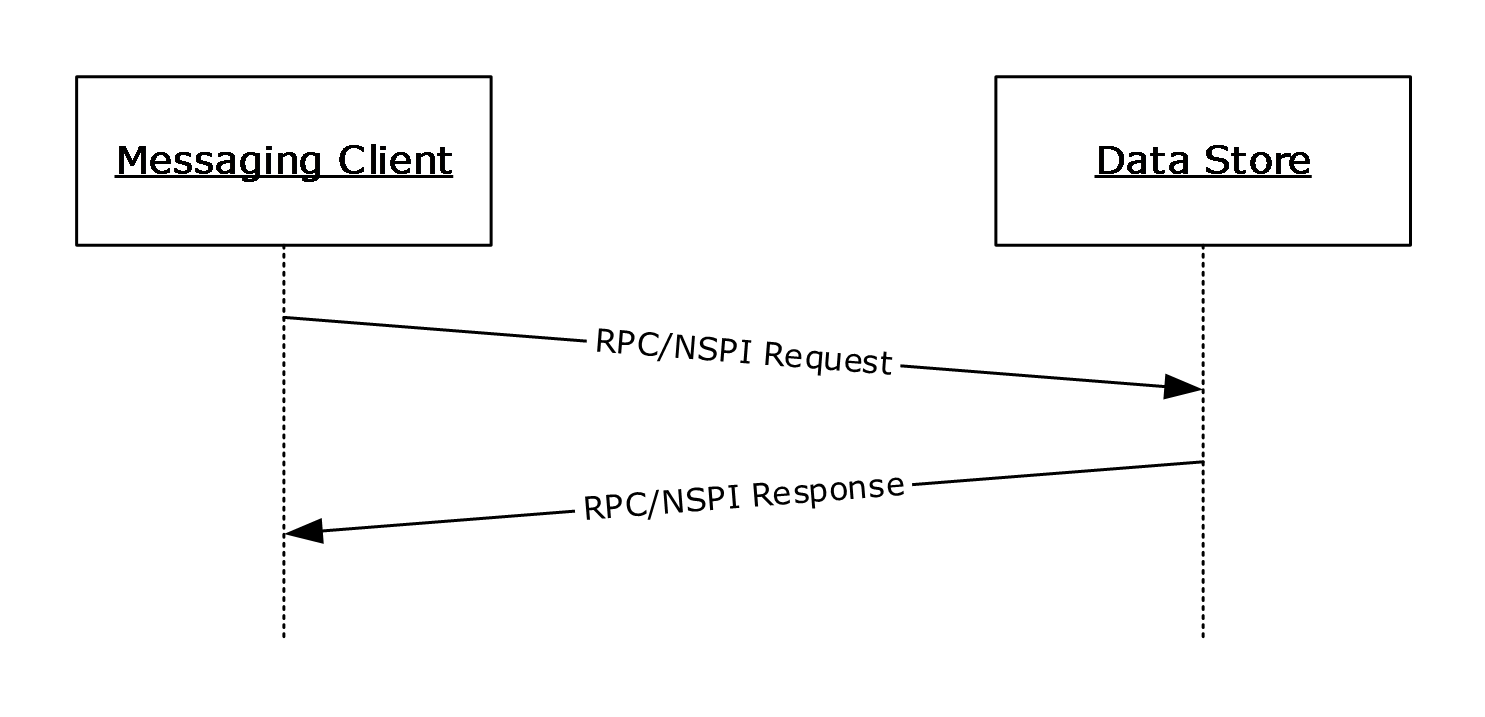 Messaging Client
Data Store
RPC/NSPI Request
RPC/NSPI Response